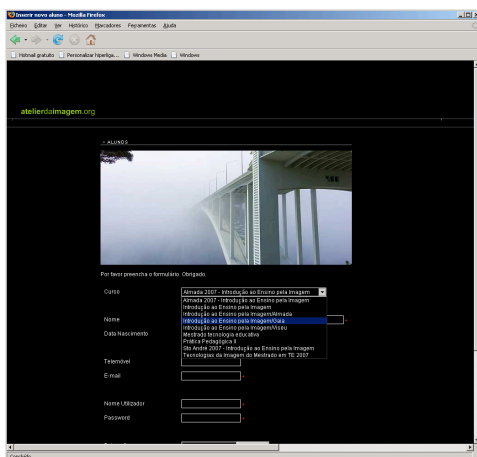 Inserir novo aluno - Mozilla Firefox
Ficheiro Editar Ver Histórico Marcadores Ferramentas Ajuda
Hotmail gratuito Personalizar hiperliga... Windows Media Windows
atelierdaimagem.org
ALUNOS
Por favor preencha o formulário. Obrigado.
Curso Almada 2007 - Introdução ao Ensino pela Imagem
Almada 2007 - Introdução ao Ensino pela Imagem
Introdução ao Ensino pela Imagem
Introdução ao Ensino pela Imagem/Almada
Introdução ao Ensino pela Imagem/Gaia
Introdução ao Ensino pela Imagem/Viseu
Mestrado tecnologia educativa
Prática Pedagógica II
Sto André 2007 - Introdução ao Ensino pela Imagem
Tecnologias da Imagem do Mestrado em TE 2007
Nome *
Data Nascimento
Telemóvel
E-mail *
Nome Utilizador *
Password *
Concluído